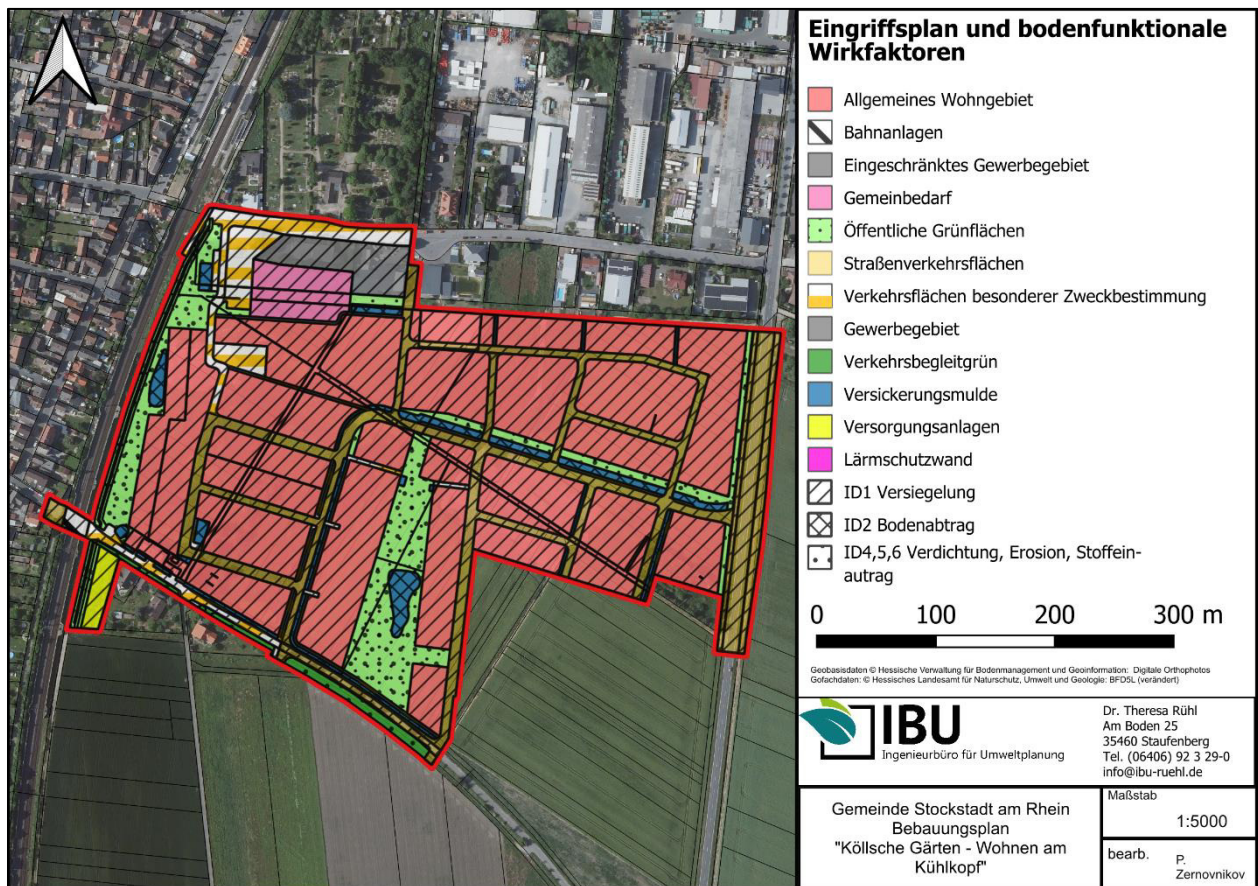 Eingriffsplan und bodenfunktionale
Wirkfaktoren
Allgemeines Wohngebiet
Bahnanlagen
Eingeschränktes Gewerbegebiet
Gemeinbedarf
Öffentliche Grünflächen
Straßenverkehrsflächen
Verkehrsflächen besonderer Zweckbestimmung
Gewerbegebiet
Verkehrsbegleitgrün
Versickerungsmulde
Versorgungsanlagen
Lärmschutzwand
ID1 Versiegelung
ID2 Bodenabtrag
ID4,5,6 Verdichtung, Erosion, Stoffein-
autrag
0 100 200 300 m
Geobasisdaten © Hessische Verwaltung für Bodenmanagement und Geoinformation: Digitale Orthophotos
Gofachdaten: © Hessisches Landesamt für Naturschutz, Umwelt und Geologie: BFD5L (verändert)
IBU
Ingenieurbüro für Umweltplanung
Dr. Theresa Rühl
Am Boden 25
35460 Staufenberg
Tel. (06406) 92 3 29-0
info@ibu-ruehl.de
Gemeinde Stockstadt am Rhein
Bebauungsplan
"Köllsche Gärten - Wohnen am
Kühlkopf"
Maßstab
1:5000
bearb. P.
Zernovnikov